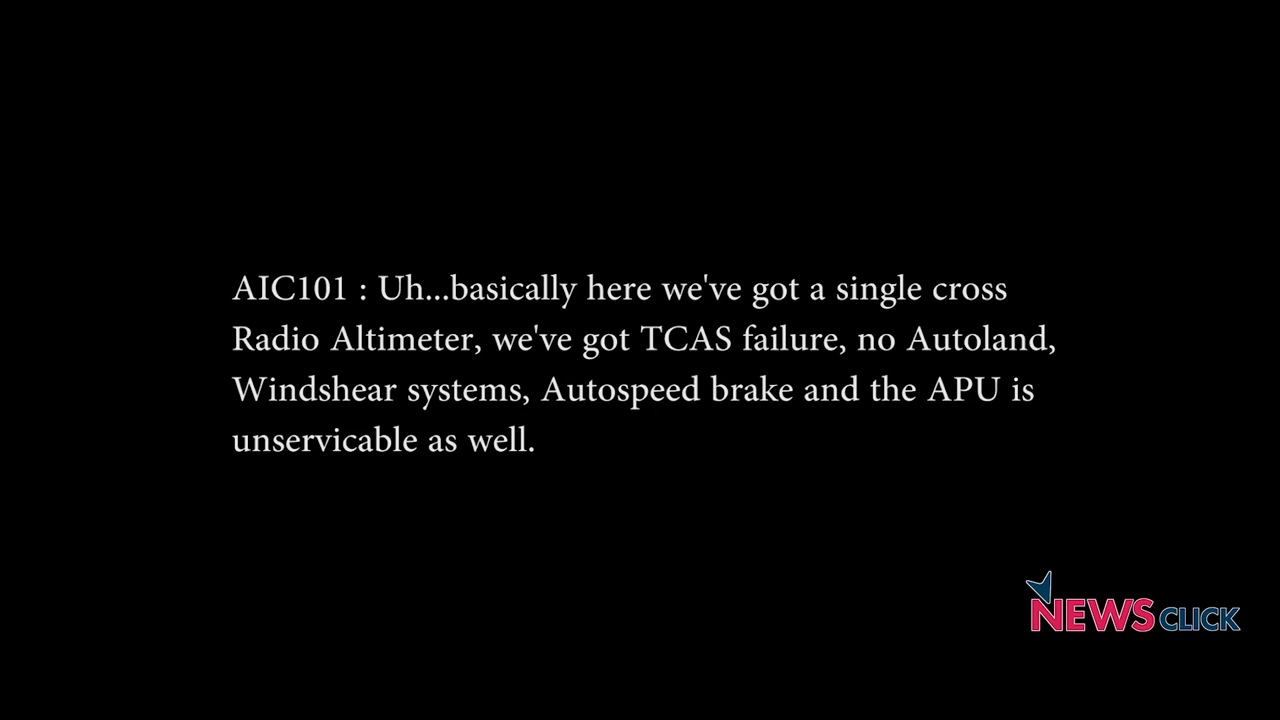 AIC101 : Uh...basically here we've got a single cross
Radio Altimeter, we've got TCAS failure, no Autoland,
Windshear systems, Autospeed brake and the APU is
unservicable as well.
NEWSCLICK